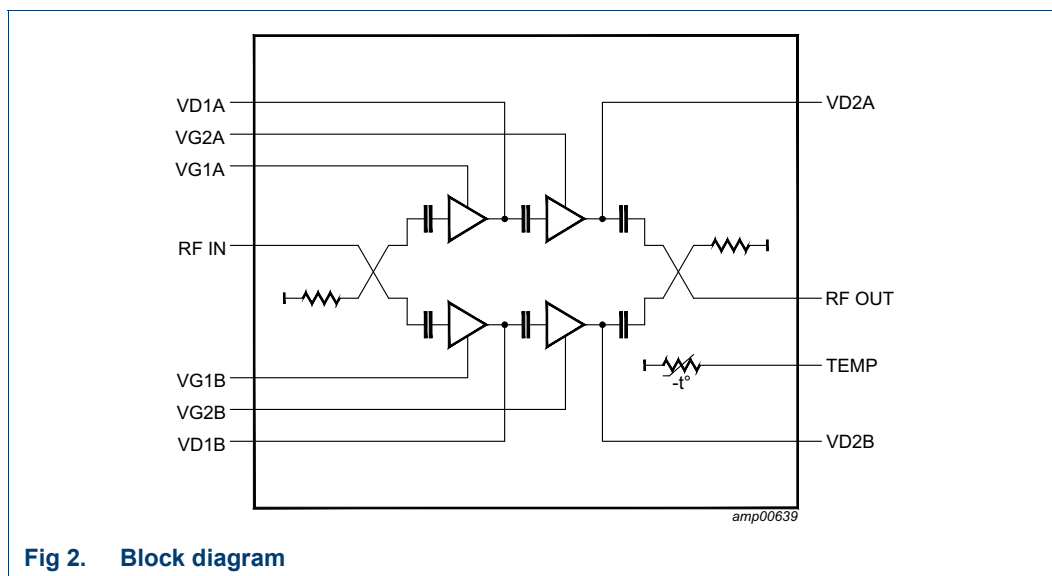 VD1A
VD2A
VG2A
VG1A
RF IN
RF OUT
TEMP
-t°
VG1B
VG2B
VD1B
VD2B
amp00639
Fig 2. Block diagram